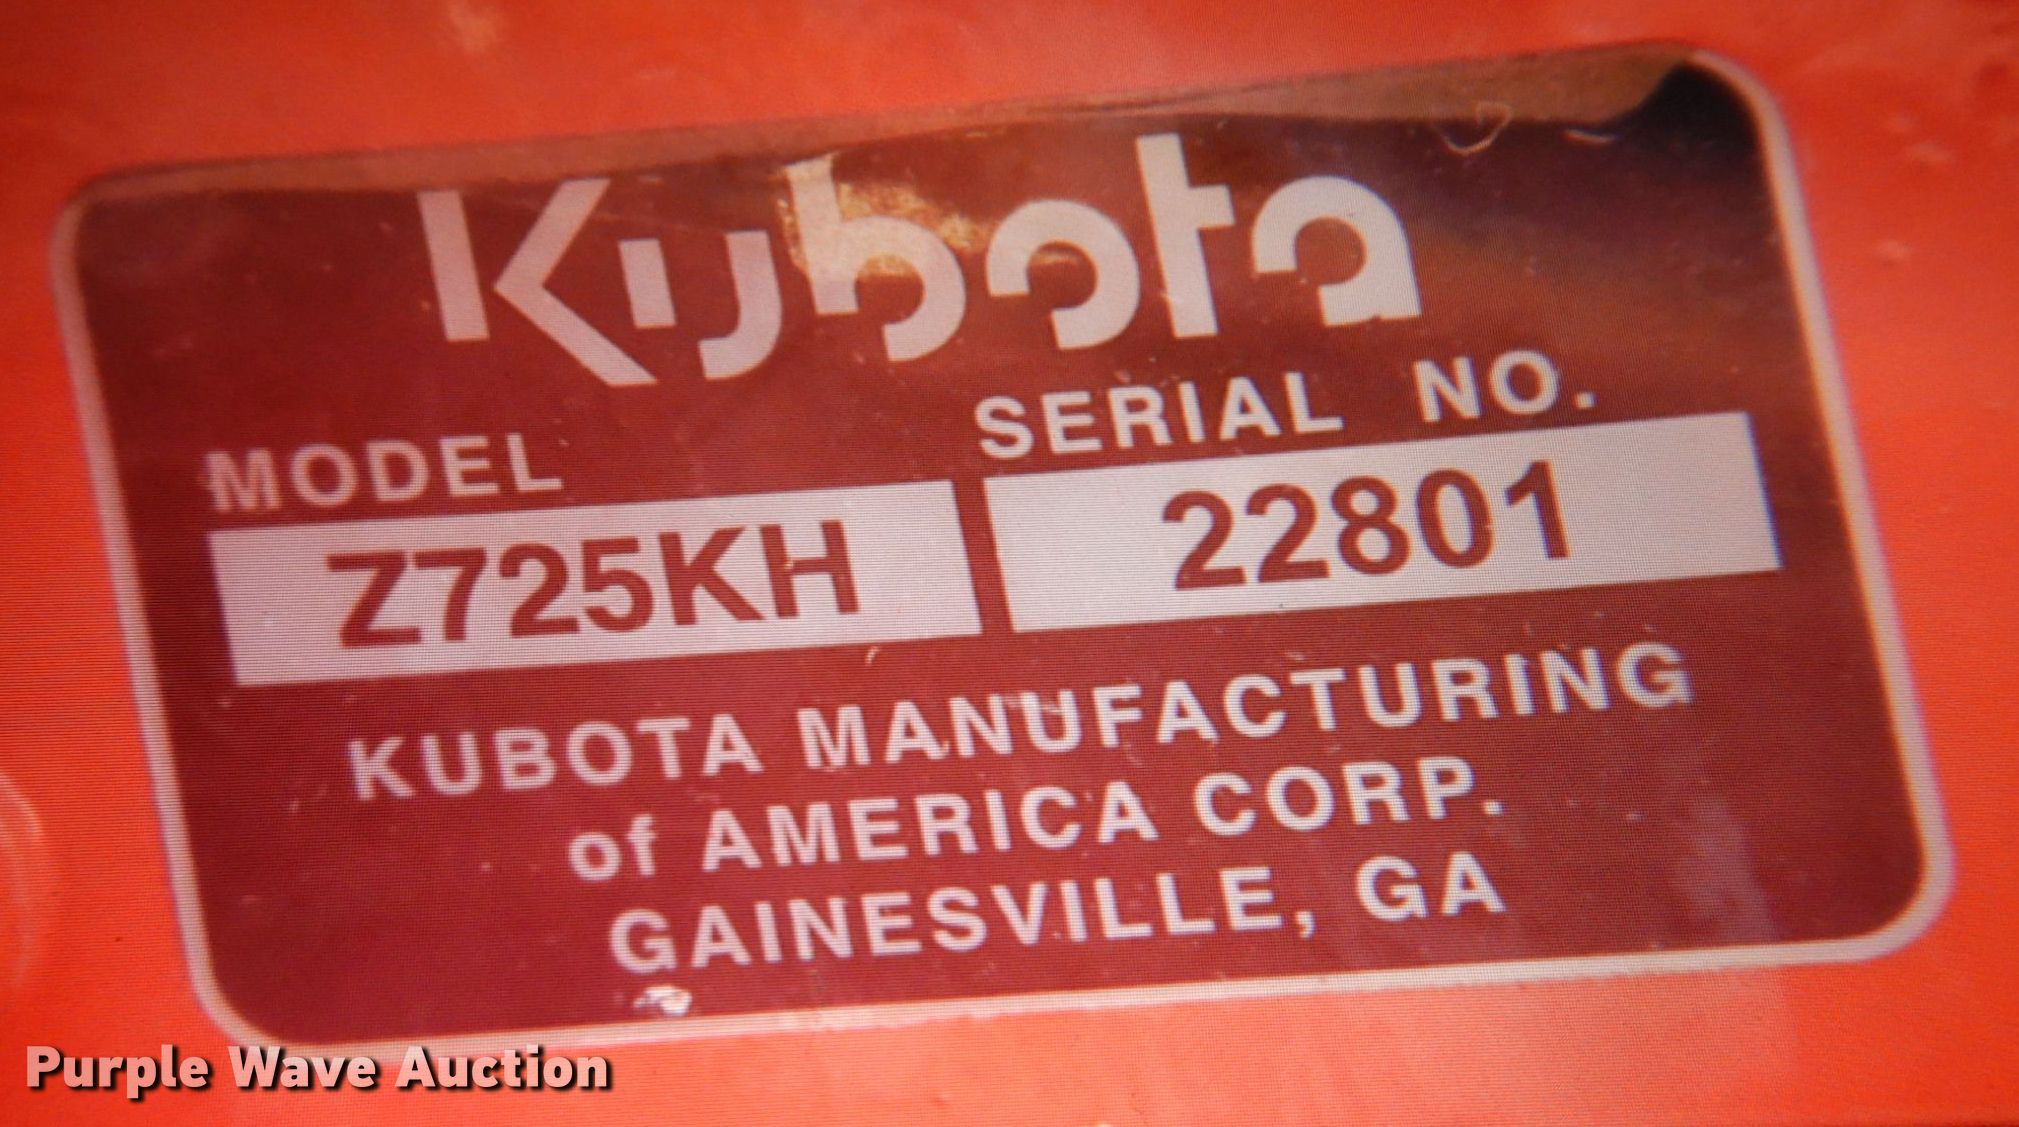 Kubota
MODEL
SERIAL NO.
Z725KH
22801
KUBOTA MANUFACTURING
of AMERICA CORP.
GAINESVILLE, GA
Purple Wave Auction